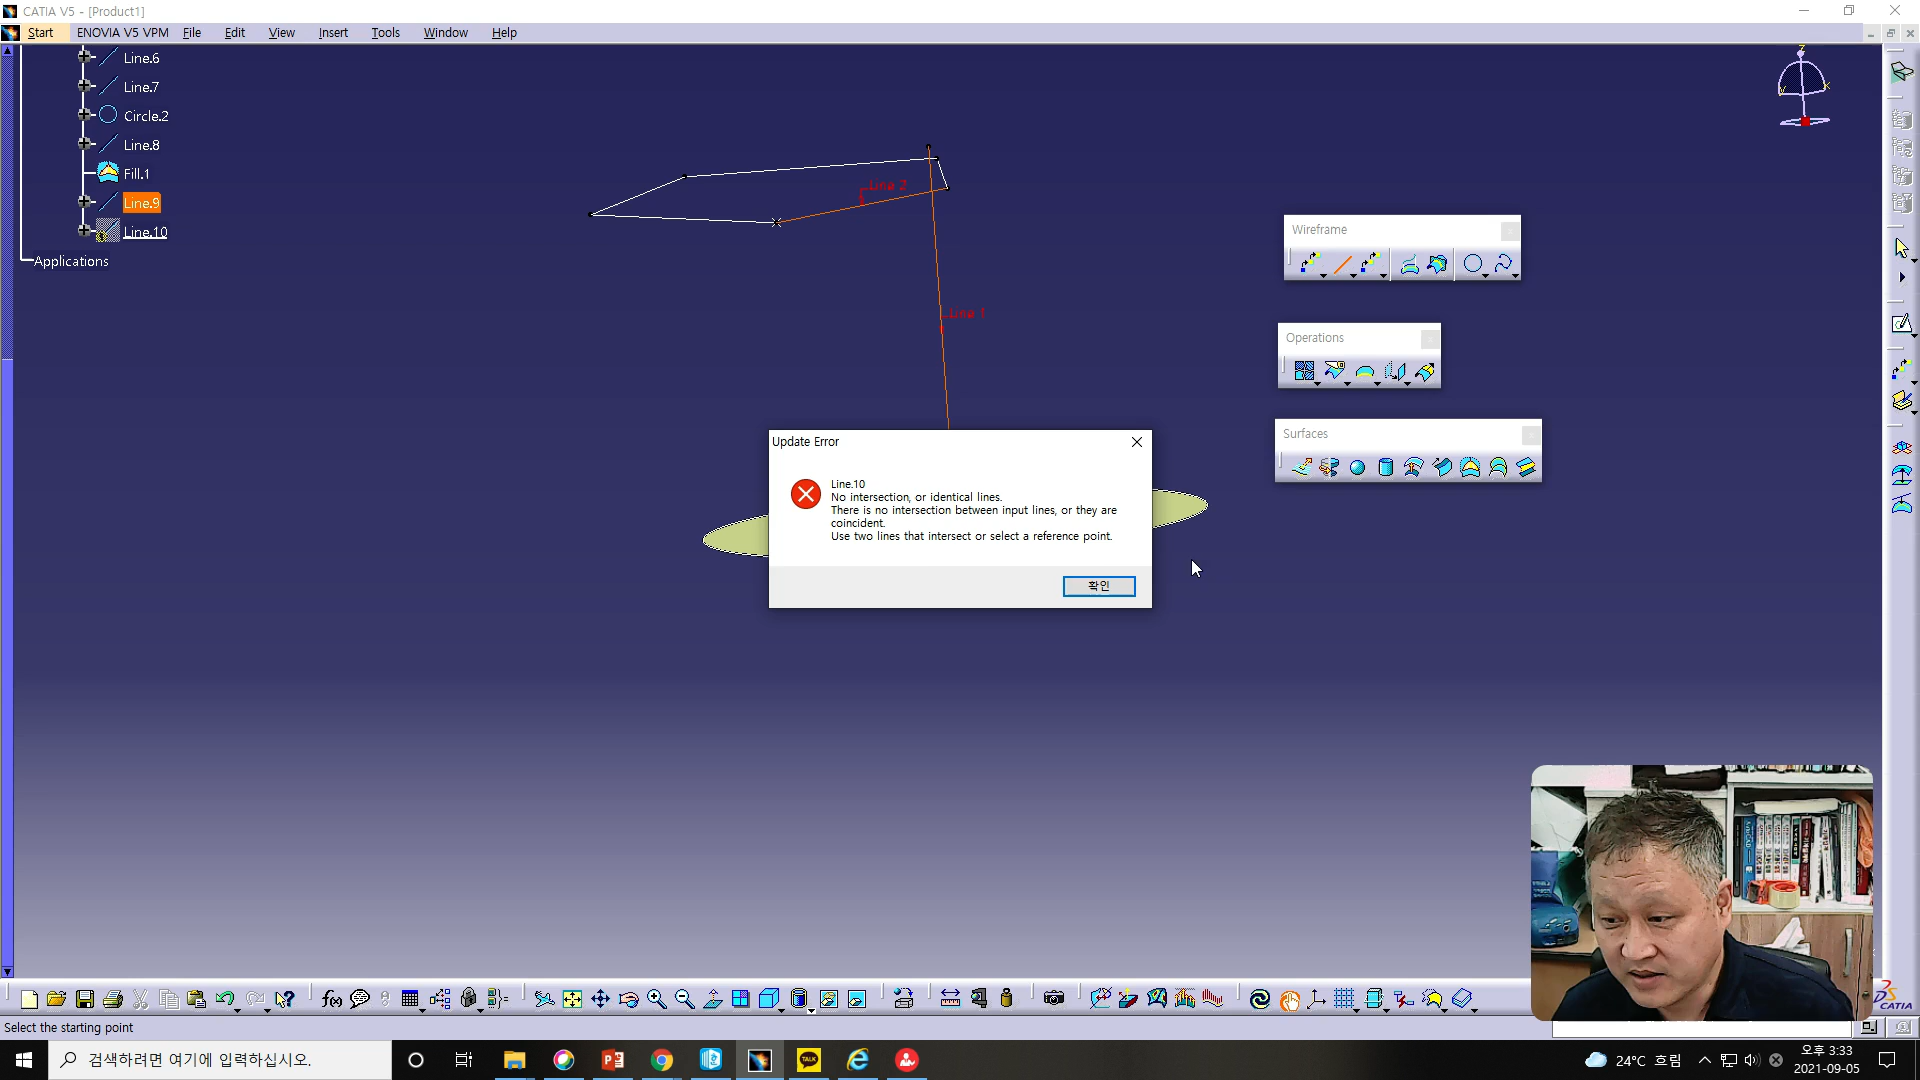 CATIA V5 - [Product1]
Start
ENOVIA V5 VPM
File
Edit
View
Insert
Tools
Window
Help
Line.6
Line.7
Circle.2
Line.8
Fill.1
Line.9
Line.10
Applications
Line 2
Line 1
z
x
y
Wireframe
Operations
Surfaces
Update Error
Line.10
No intersection, or identical lines.
There is no intersection between input lines, or they are
coincident.
Use two lines that intersect or select a reference point.
확인
f(x)
CATIA
Select the starting point
검색하려면 여기에 입력하십시오.
TALK
24°C 흐림
오후 3:33
2021-09-05